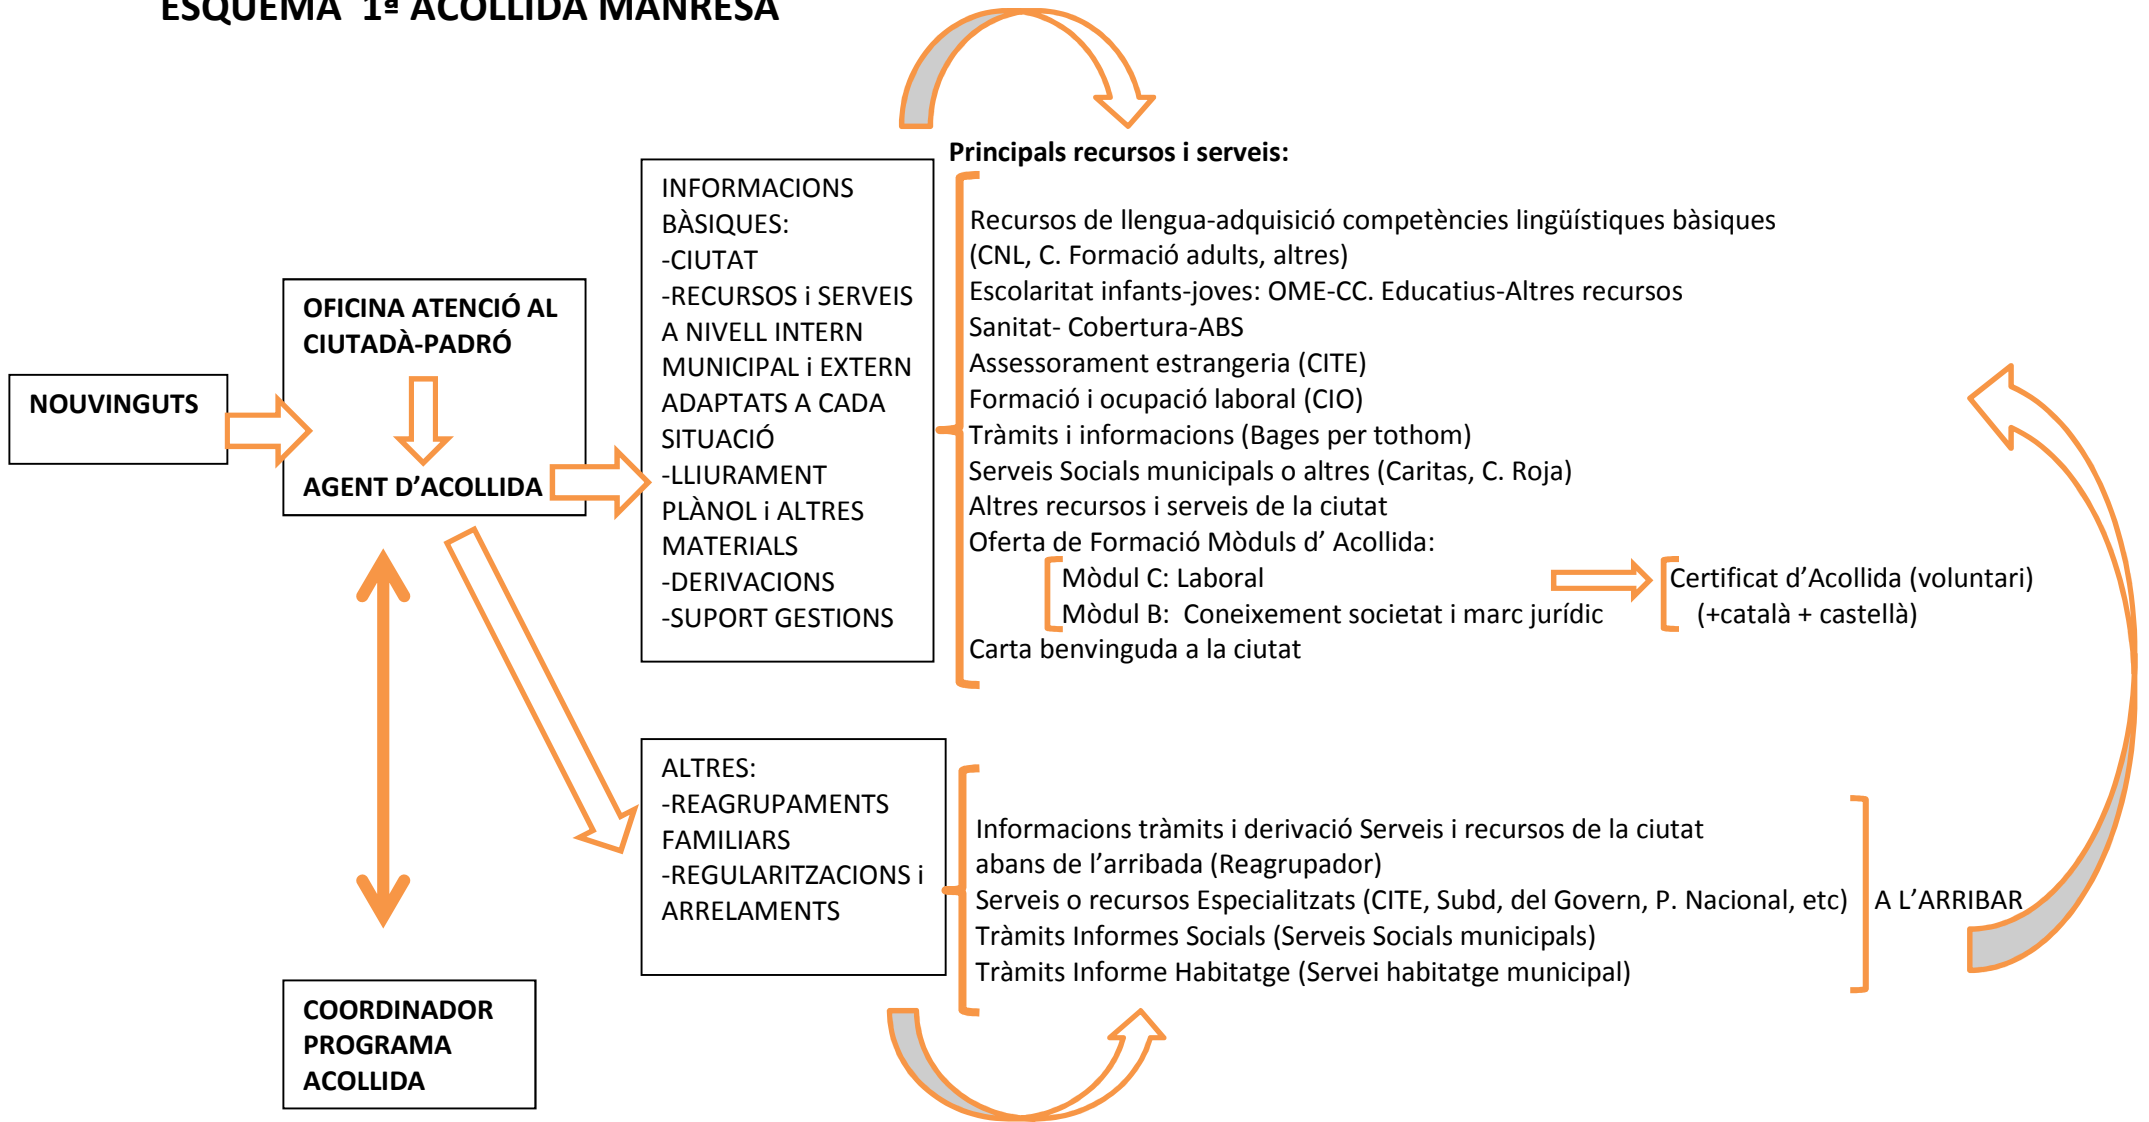 ESQUEMA 1ª ACOLLIDA MANRESA
NOUVINGUTS
OFICINA ATENCIÓ AL
CIUTADÀ-PADRÓ
AGENT D’ACOLLIDA
COORDINADOR
PROGRAMA
ACOLLIDA
INFORMACIONS
BÀSIQUES:
-CIUTAT
-RECURSOS i SERVEIS
A NIVELL INTERN
MUNICIPAL i EXTERN
ADAPTATS A CADA
SITUACIÓ
-LLIURAMENT
PLÀNOL i ALTRES
MATERIALS
-DERIVACIONS
-SUPORT GESTIONS
Principals recursos i serveis:
Recursos de llengua-adquisició competències lingüístiques bàsiques
(CNL, C. Formació adults, altres)
Escolaritat infants-joves: OME-CC. Educatius-Altres recursos
Sanitat- Cobertura-ABS
Assessorament estrangeria (CITE)
Formació i ocupació laboral (CIO)
Tràmits i informacions (Bages per tothom)
Serveis Socials municipals o altres (Caritas, C. Roja)
Altres recursos i serveis de la ciutat
Oferta de Formació Mòduls d’ Acollida:
Mòdul C: Laboral
Mòdul B:  Coneixement societat i marc jurídic
Certificat d’Acollida (voluntari)
(+català + castellà)
Carta benvinguda a la ciutat
ALTRES:
-REAGRUPAMENTS
FAMILIARS
-REGULARITZACIONS i
ARRELAMENTS
Informacions tràmits i derivació Serveis i recursos de la ciutat
abans de l’arribada (Reagrupador)
Serveis o recursos Especialitzats (CITE, Subd, del Govern, P. Nacional, etc)
Tràmits Informes Socials (Serveis Socials municipals)
Tràmits Informe Habitatge (Servei habitatge municipal)
A L’ARRIBAR